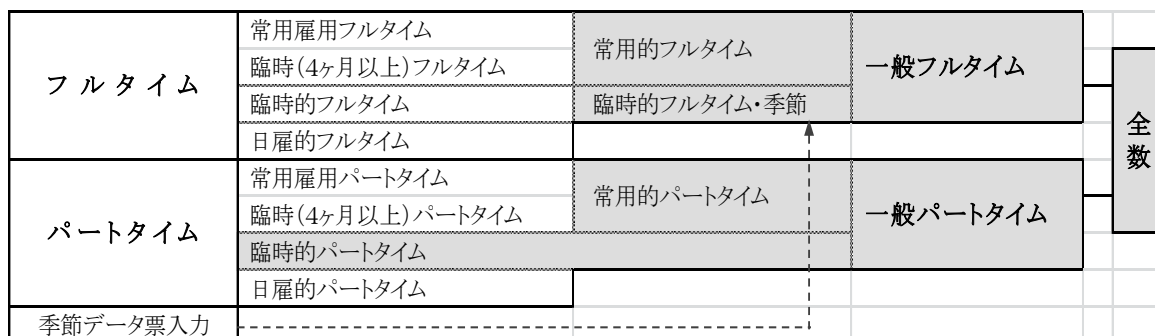 フルタイム
常用雇用フルタイム
臨時(4ヶ月以上)フルタイム
臨時的フルタイム
日雇的フルタイム
常用的フルタイム
臨時的フルタイム・季節
一般フルタイム
パートタイム
常用雇用パートタイム
臨時(4ヶ月以上)パートタイム
臨時的パートタイム
日雇的パートタイム
常用的パートタイム
一般パートタイム
全数
季節データ票入力